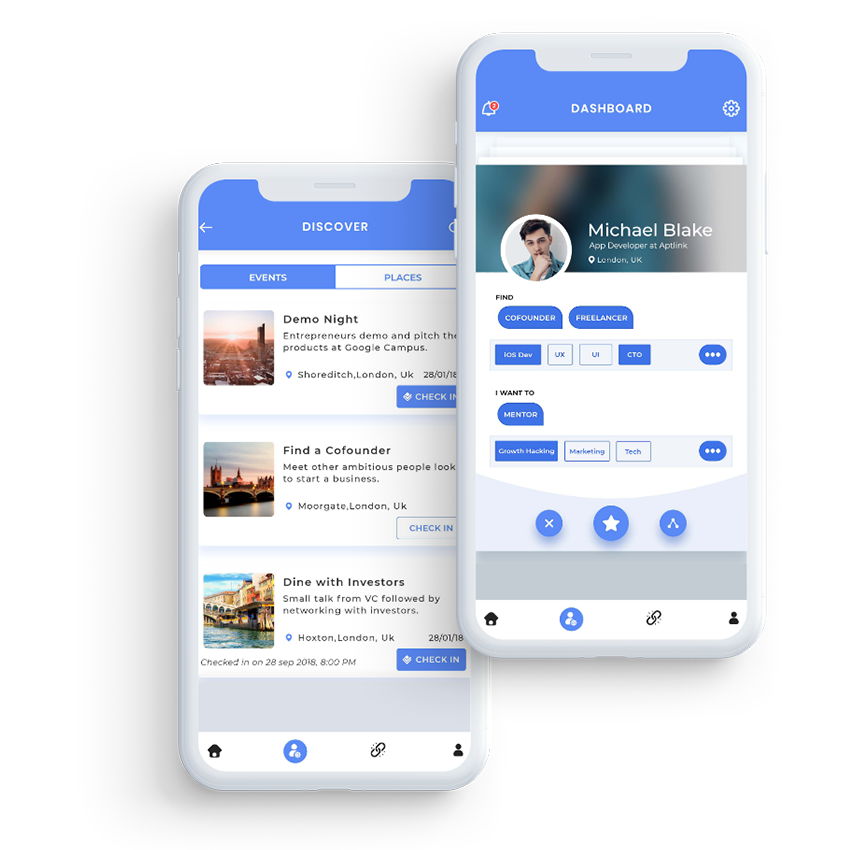 DISCOVER
EVENTS
PLACES
Demo Night
Entrepreneurs demo and pitch the
products at Google Campus.
Shoreditch,London, Uk 28/01/18
CHECK IN
Find a Cofounder
Meet other ambitious people look
to start a business.
Moorgate,London, Uk
CHECK IN
Dine with Investors
Small talk from VC followed by
networking with investors.
Hoxton,London, Uk 28/01/18
Checked in on 28 sep 2018, 8:00 PM
CHECK IN
2
DASHBOARD
Michael Blake
App Developer at Aptlink
London, UK
FIND
COFOUNDER FREELANCER
IOS Dev UX UI CTO
I WANT TO
MENTOR
Growth Hacking Marketing Tech